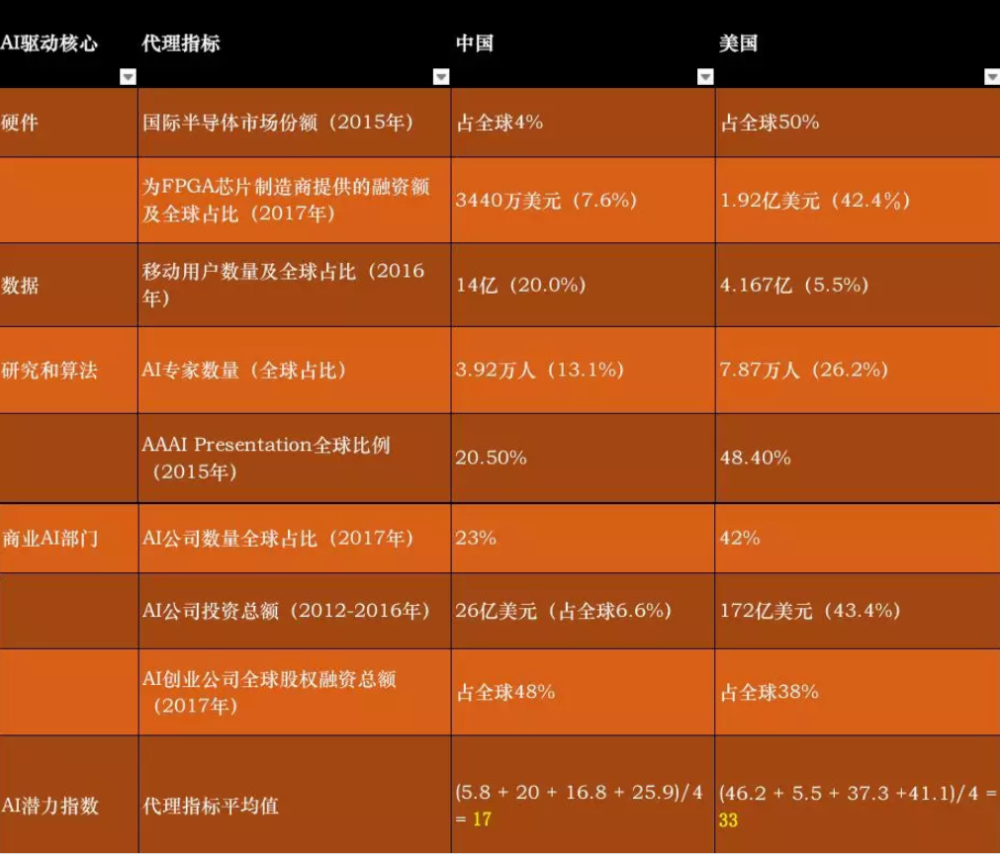 AI驱动核心 代理指标 中国 美国
硬件 国际半导体市场份额（2015年） 占全球4% 占全球50%
为FPGA芯片制造商提供的融资额
及全球占比（2017年） 3440万美元（7.6%） 1.92亿美元（42.4%）
数据 移动用户数量及全球占比（2016
年） 14亿（20.0%） 4.167亿（5.5%）
研究和算法 AI专家数量（全球占比） 3.92万人（13.1%） 7.87万人（26.2%）
AAAI Presentation全球比例
（2015年） 20.50% 48.40%
商业AI部门 AI公司数量全球占比（2017年） 23% 42%
AI公司投资总额（2012-2016年） 26亿美元（占全球6.6%） 172亿美元（43.4%）
AI创业公司全球股权融资总额
（2017年） 占全球48% 占全球38%
AI潜力指数 代理指标平均值 (5.8 + 20 + 16.8 + 25.9)/4
= 17 (46.2 + 5.5 + 37.3 +41.1)/4 =
33